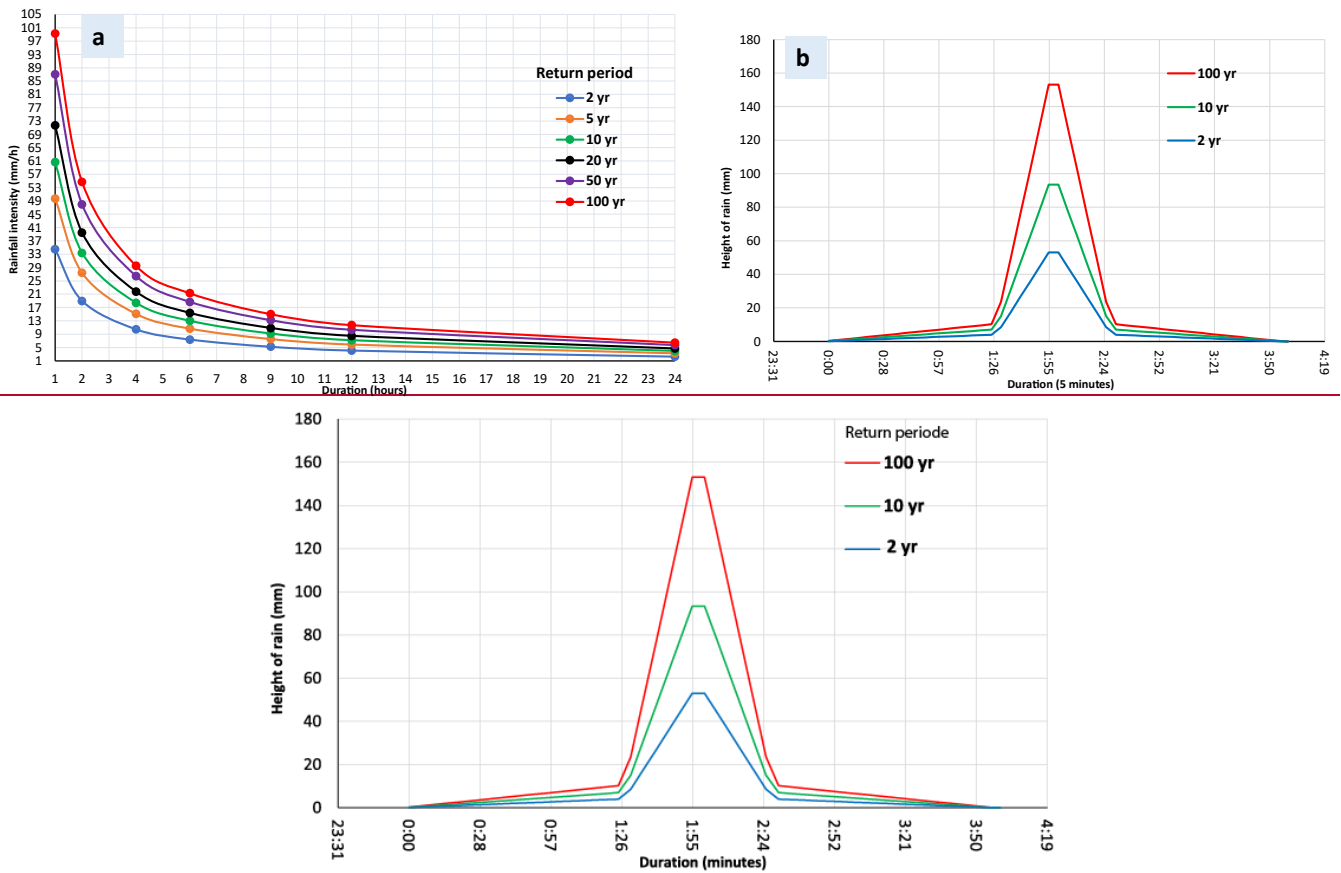 a
Rainfall intensity (mm/h)
105
101
97
93
89
85
81
77
73
69
65
61
57
53
49
45
41
37
33
29
25
21
17
13
9
5
1
Return period
2 yr
5 yr
10 yr
20 yr
50 yr
100 yr
1 2 3 4 5 6 7 8 9 10 11 12 13 14 15 16 17 18 19 20 21 22 23 24
Duration (hours)
b
Height of rain (mm)
180
160
140
120
100
80
60
40
20
0
100 yr
10 yr
2 yr
23:31 0:00 0:28 0:57 1:26 1:55 2:24 2:52 3:21 3:50 4:19
Duration (5 minutes)
Height of rain (mm)
180
160
140
120
100
80
60
40
20
0
Return periode
100 yr
10 yr
2 yr
23:31 0:00 0:28 0:57 1:26 1:55 2:24 2:52 3:21 3:50 4:19
Duration (minutes)